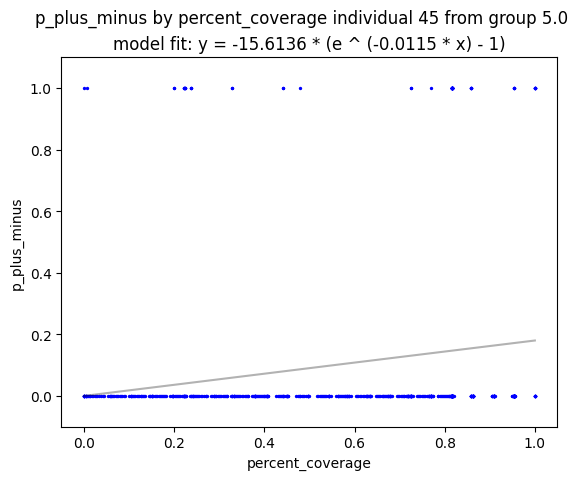 p_plus_minus by percent_coverage individual 45 from group 5.0
model fit: y = -15.6136 * (e ^ (-0.0115 * x) - 1)
1.0
0.8
0.6
0.4
0.2
0.0
p_plus_minus
0.0 0.2 0.4 0.6 0.8 1.0
percent_coverage